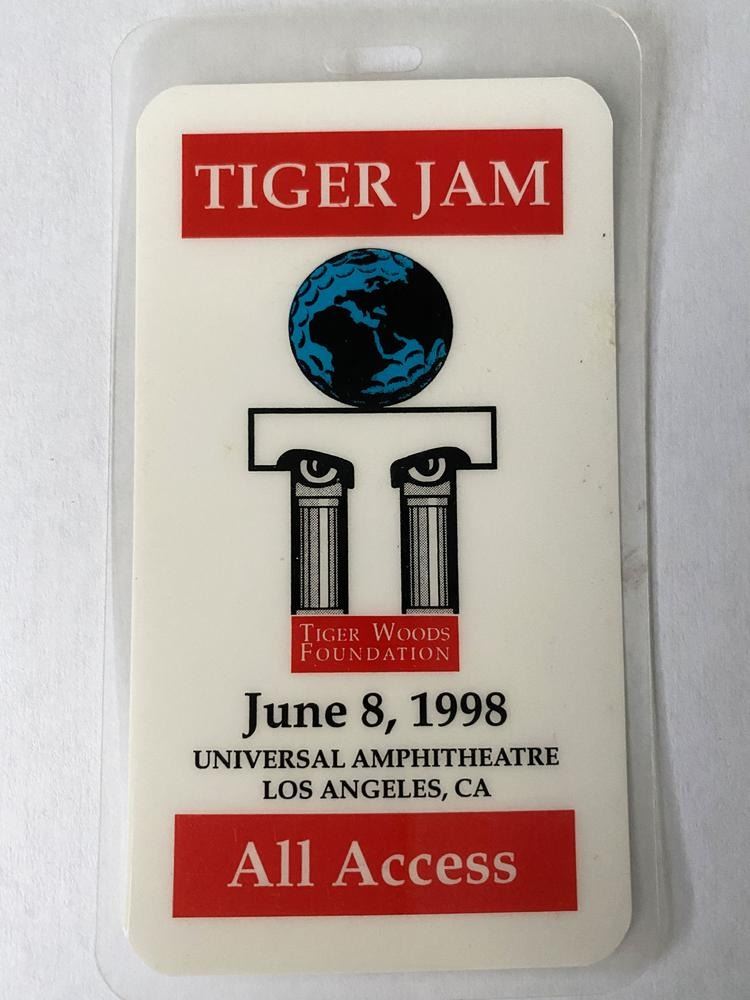 TIGER JAM
TIGER WOODS
FOUNDATION
June 8, 1998
UNIVERSAL AMPHITHEATRE
LOS ANGELES, CA
All Access